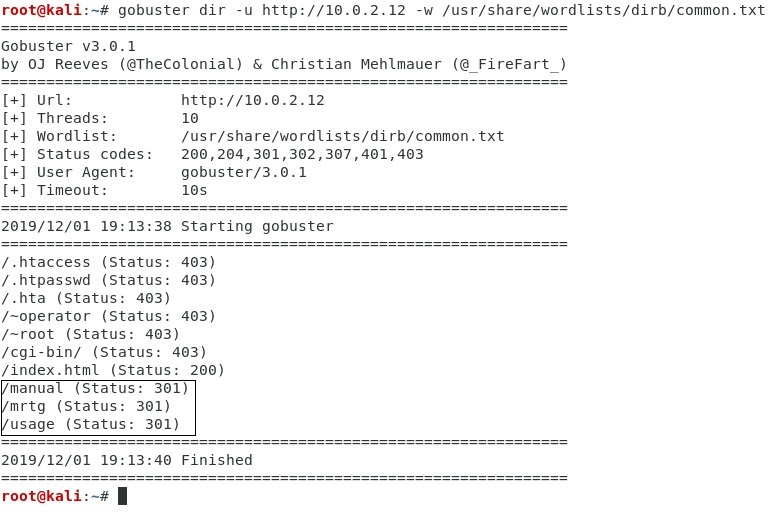 root@kali:~# gobuster dir -u http://10.0.2.12 -w /usr/share/wordlists/dirb/common.txt
===============================================================
Gobuster v3.0.1
by OJ Reeves (@TheColonial) & Christian Mehlmauer (@_FireFart_)
===============================================================
[+] Url:            http://10.0.2.12
[+] Threads:        10
[+] Wordlist:       /usr/share/wordlists/dirb/common.txt
[+] Status codes:   200,204,301,302,307,401,403
[+] User Agent:     gobuster/3.0.1
[+] Timeout:        10s
===============================================================
2019/12/01 19:13:38 Starting gobuster
===============================================================
/.htaccess (Status: 403)
/.htpasswd (Status: 403)
/.hta (Status: 403)
/~operator (Status: 403)
/~root (Status: 403)
/cgi-bin/ (Status: 403)
/index.html (Status: 200)
/manual (Status: 301)
/mrtg (Status: 301)
/usage (Status: 301)
===============================================================
2019/12/01 19:13:40 Finished
===============================================================
root@kali:~#